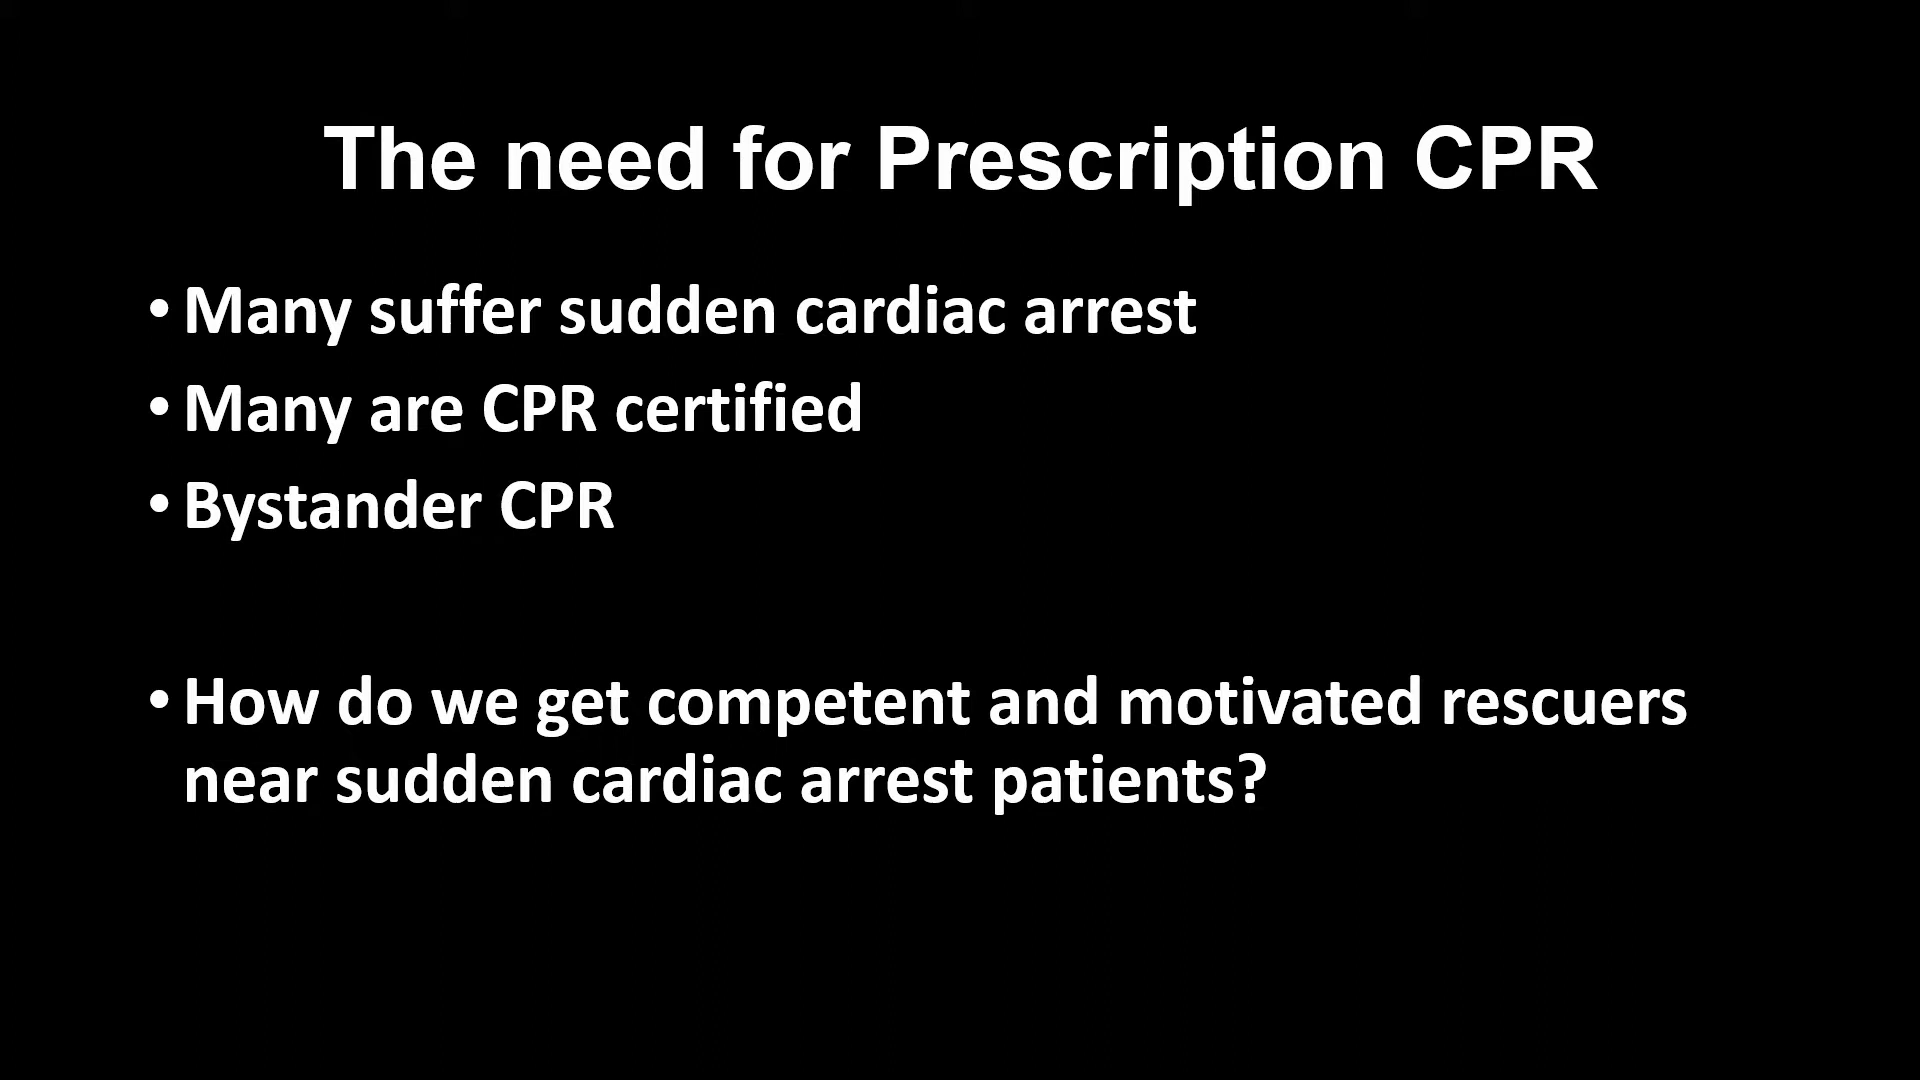 The need for Prescription CPR
• Many suffer sudden cardiac arrest
• Many are CPR certified
• Bystander CPR
• How do we get competent and motivated rescuers
near sudden cardiac arrest patients?